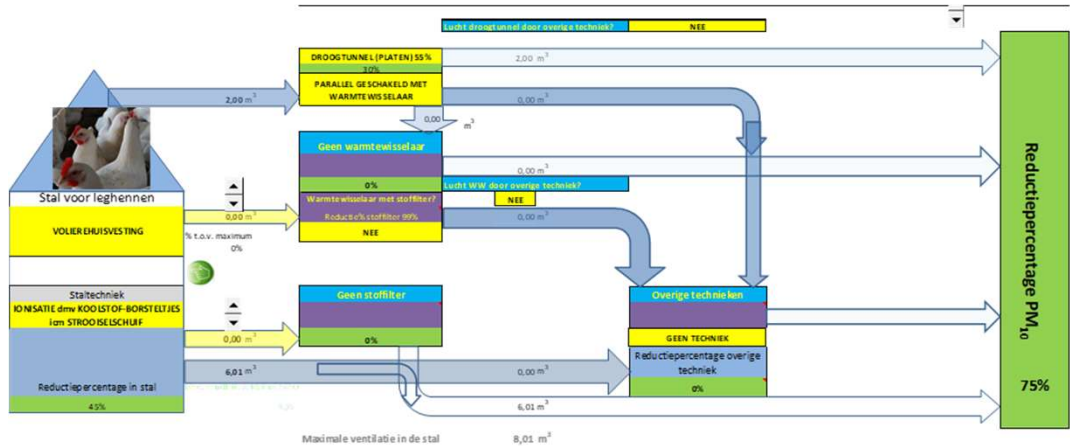 Lucht droogtunnel door overige techniek? NEE
DROOGTUNNEL (PLATEN) 55%
30%
2,00 m³
PARALLEL GESCHAKELD MET
WARMTEWISSELAAR
2,00 m³
0,00 m³
0,00
m³
Geen warmtewisselaar
0,00 m³
0%
Lucht WW door overige techniek?
NEE
Stal voor leghennen
VOLIEREHUISVESTING
0,00 m³
% t.o.v. maximum
0%
Warmtewisselaar met stoffilter?
Reductie% stoffilter 99%
NEE
0,00 m³
Staltechniek
IONISATIE dmv KOOLSTOF-BORSTELTJES
icm STROOISELSCHUIF
Geen stoffilter
0,00 m³
0%
Overige technieken
GEEN TECHNIEK
Reductiepercentage overige
techniek
0%
6,01 m³
0,00 m³
Reductiepercentage in stal
45%
6,01 m³
Maximale ventilatie in de stal 8,01 m³
Reductiepercentage PM₁₀
75%